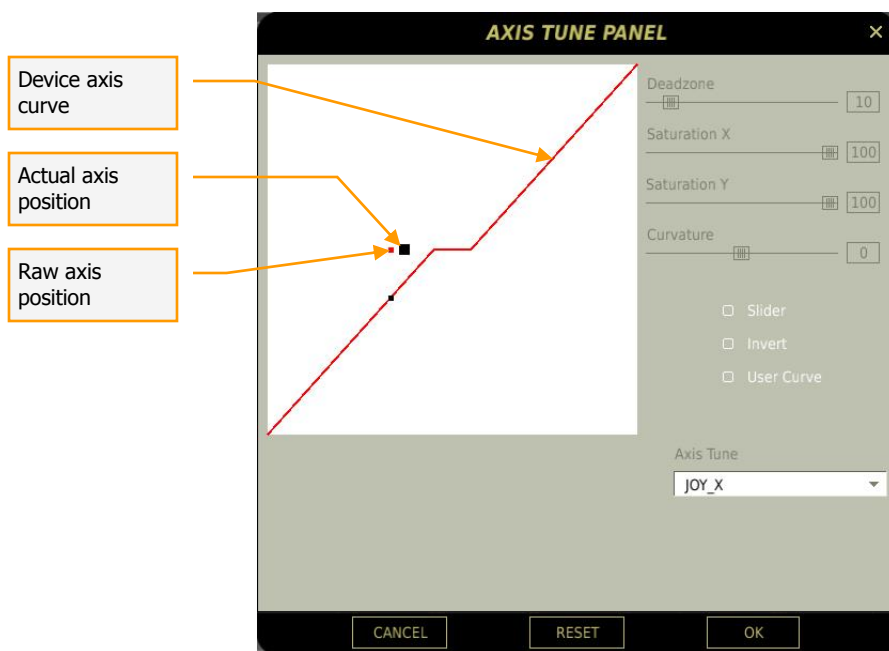 AXIS TUNE PANEL
Device axis
curve
Actual axis
position
Raw axis
position
Deadzone
10
Saturation X
100
Saturation Y
100
Curvature
0
Slider
Invert
User Curve
Axis Tune
JOY_X
CANCEL
RESET
OK